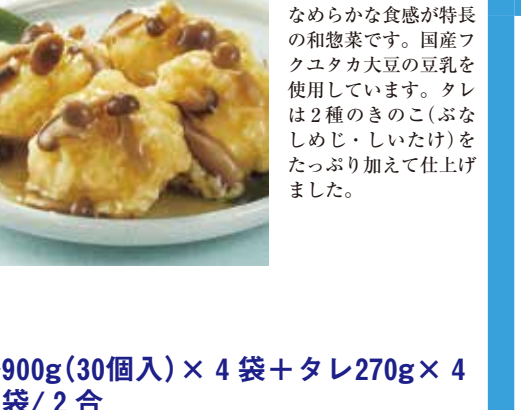 なめらかな食感が特長
の和惣菜です。国産フ
クユタカ大豆の豆乳を
使用しています。タレ
は２種のきのこ(ぶな
しめじ・しいたけ)を
たっぷり加えて仕上げ
ました。
900g(30個入)× 4 袋＋タレ270g× 4
袋/ 2 合